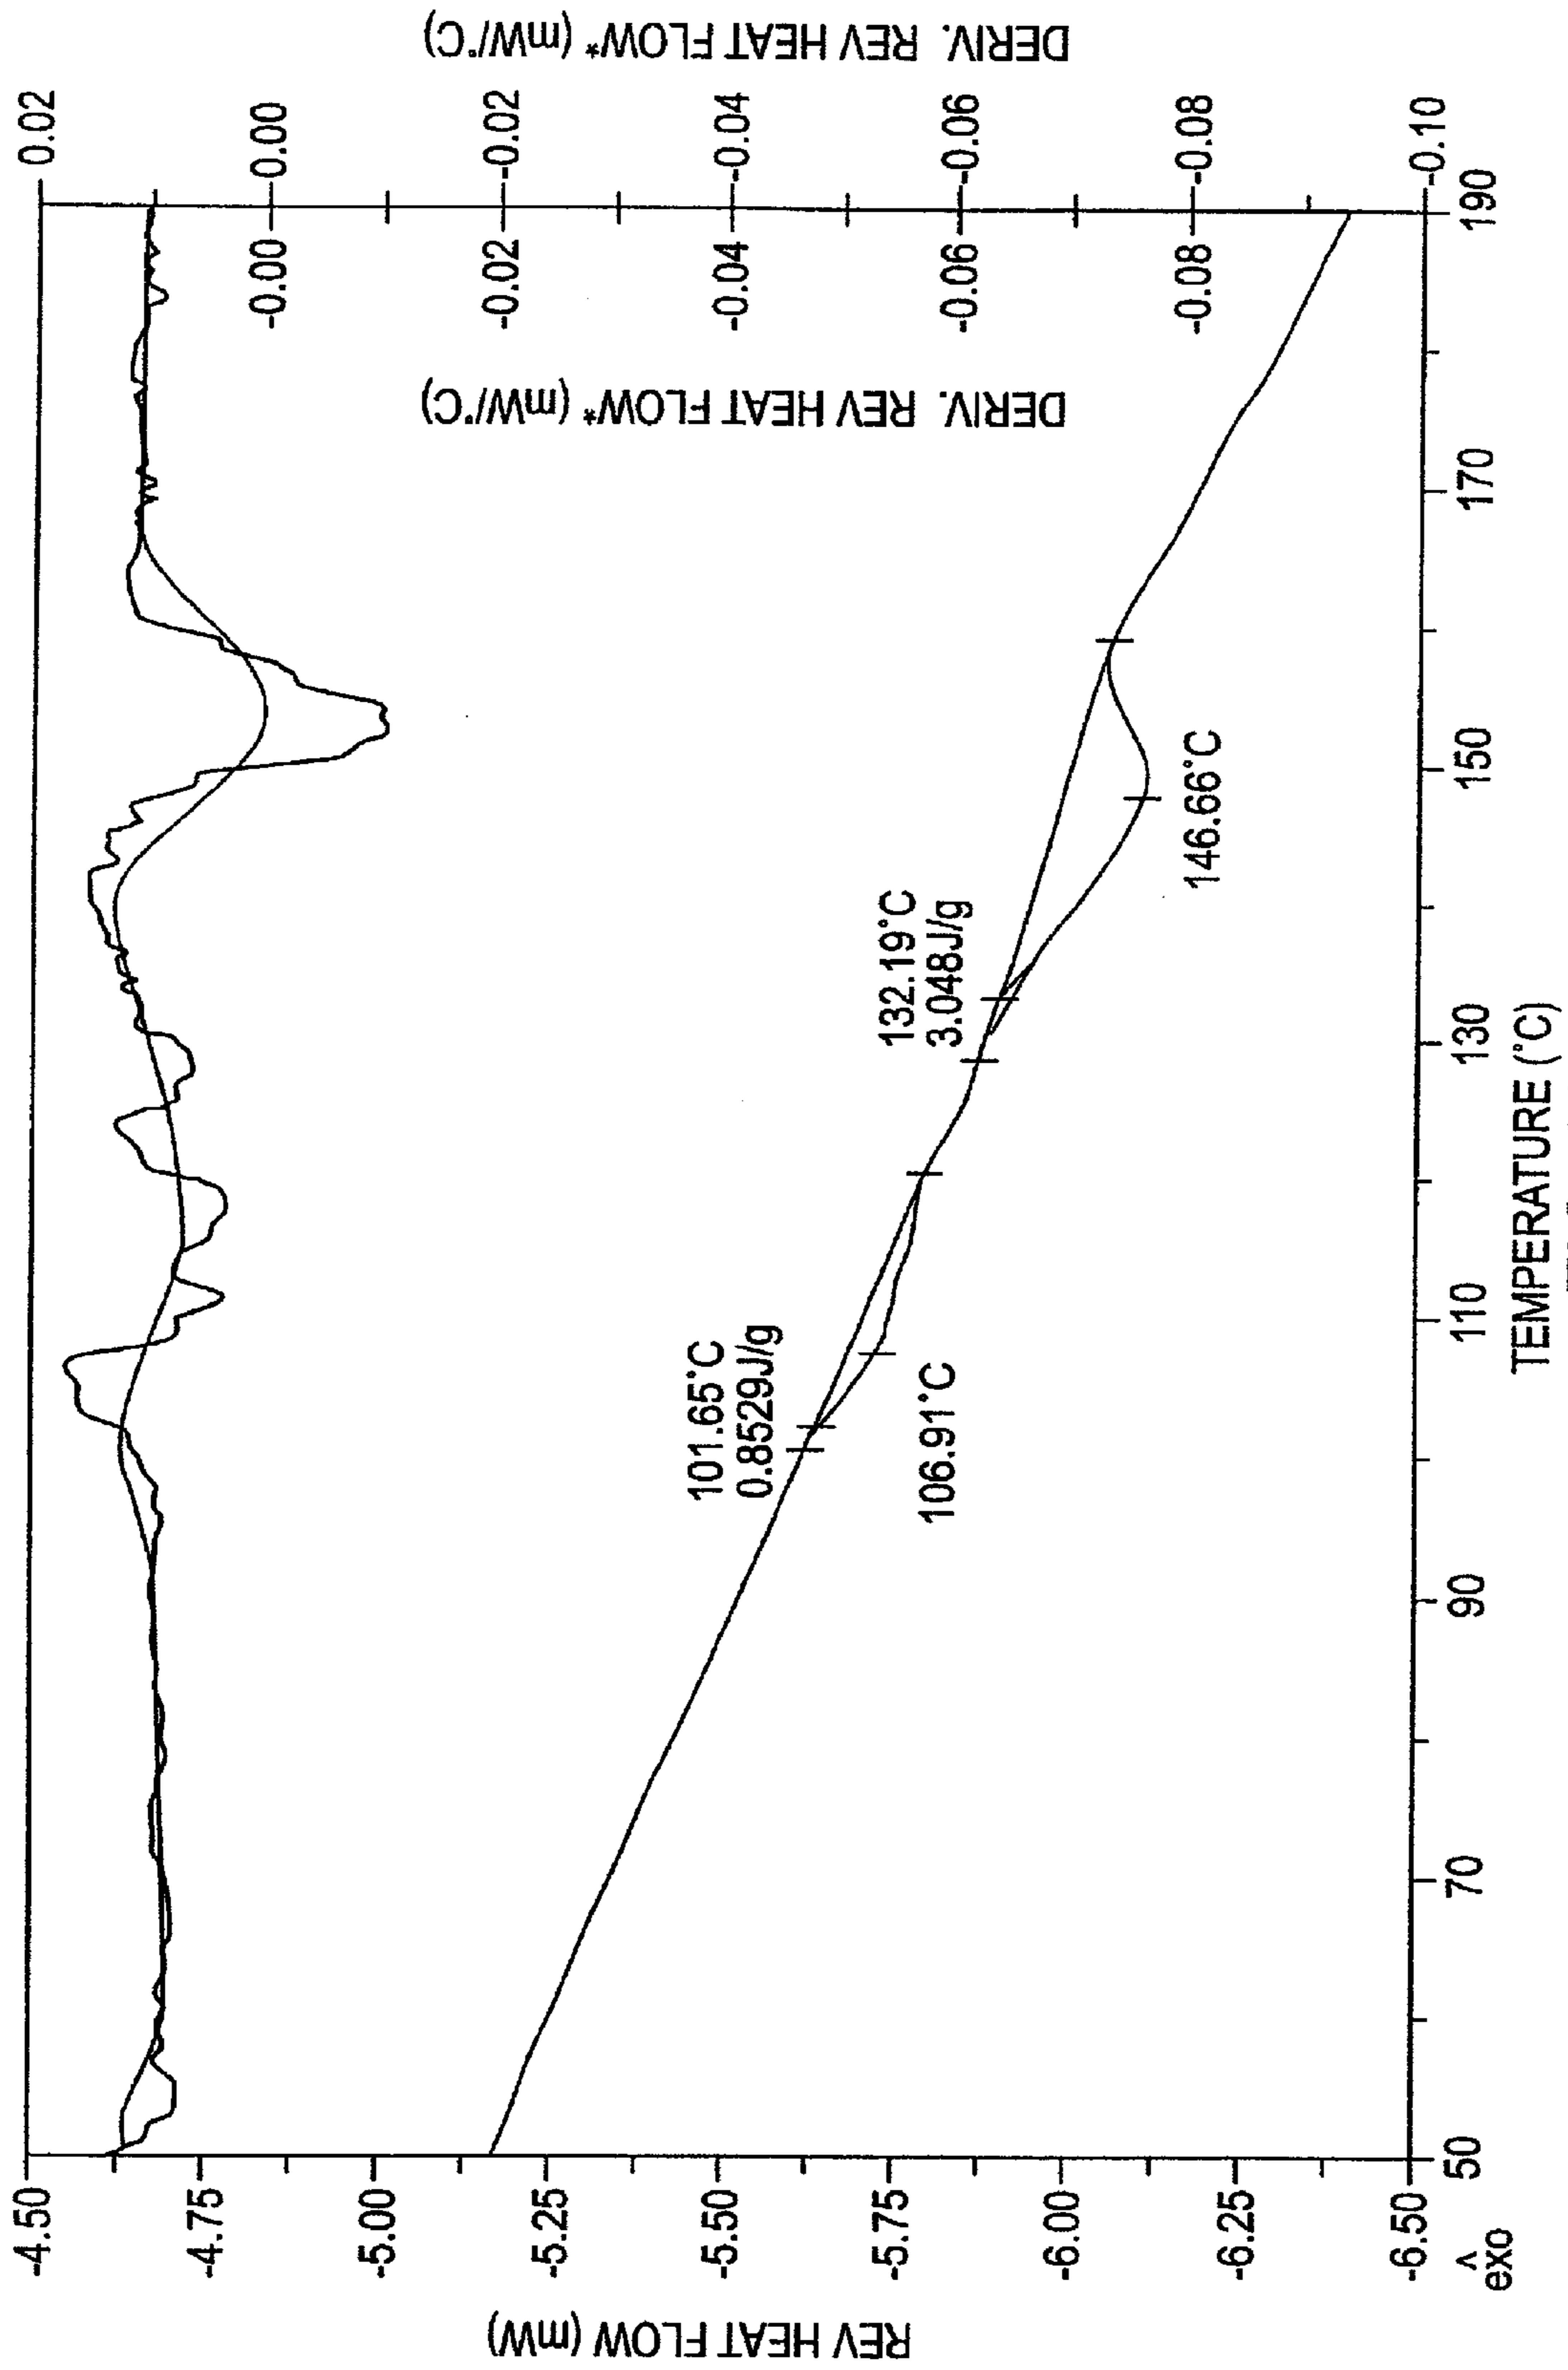 REV HEAT FLOW (mW)
-4.50
-4.75
-5.00
-5.25
-5.50
-5.75
-6.00
-6.25
-6.50
^
exo
50
70
90
110
130
150
170
190
TEMPERATURE (°C)
101.65°C
0.8529J/g
106.91°C
132.19°C
3.048J/g
146.66°C
DERIV. REV HEAT FLOW* (mW/°C)
-0.00
-0.02
-0.04
-0.06
-0.08
0.02
-0.00
-0.02
-0.04
-0.06
-0.08
-0.10
DERIV. REV HEAT FLOW* (mW/°C)